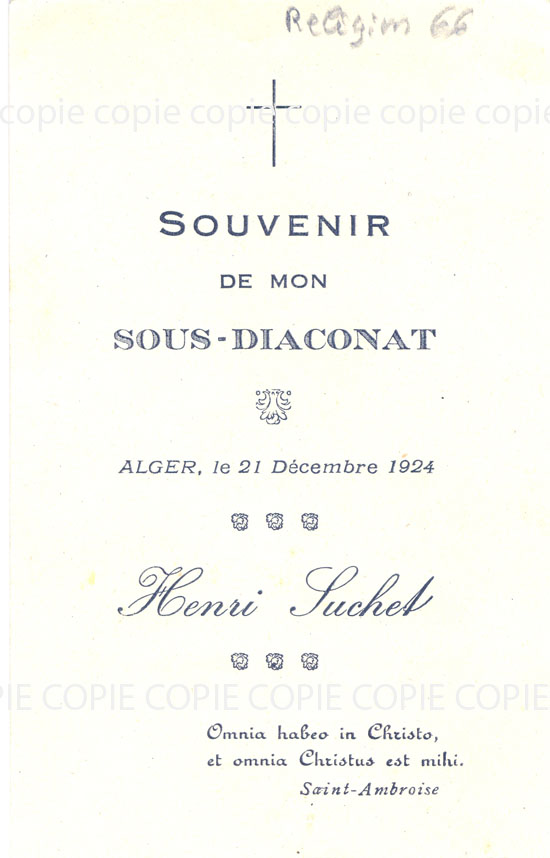 Religion 66
copie copie copie copie copie copie
SOUVENIR
DE MON
SOUS-DIACONAT
ALGER, le 21 Décembre 1924
Henri Suchet
COPIE COPIE COPIE COPIE COPIE COPIE
Omnia habeo in Christo,
et omnia Christus est mihi.
Saint-Ambroise